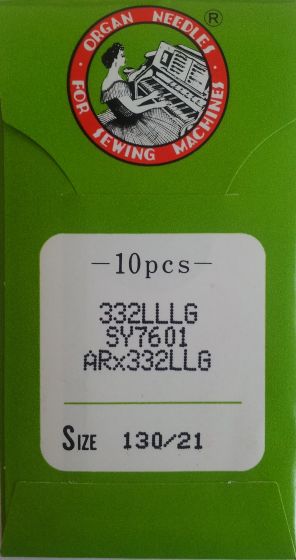 ®
· ORGAN NEEDLES ·
FOR SEWING MACHINES
-10pcs-
332LLLG
SY7601
ARx332LLG
SIZE 130/21